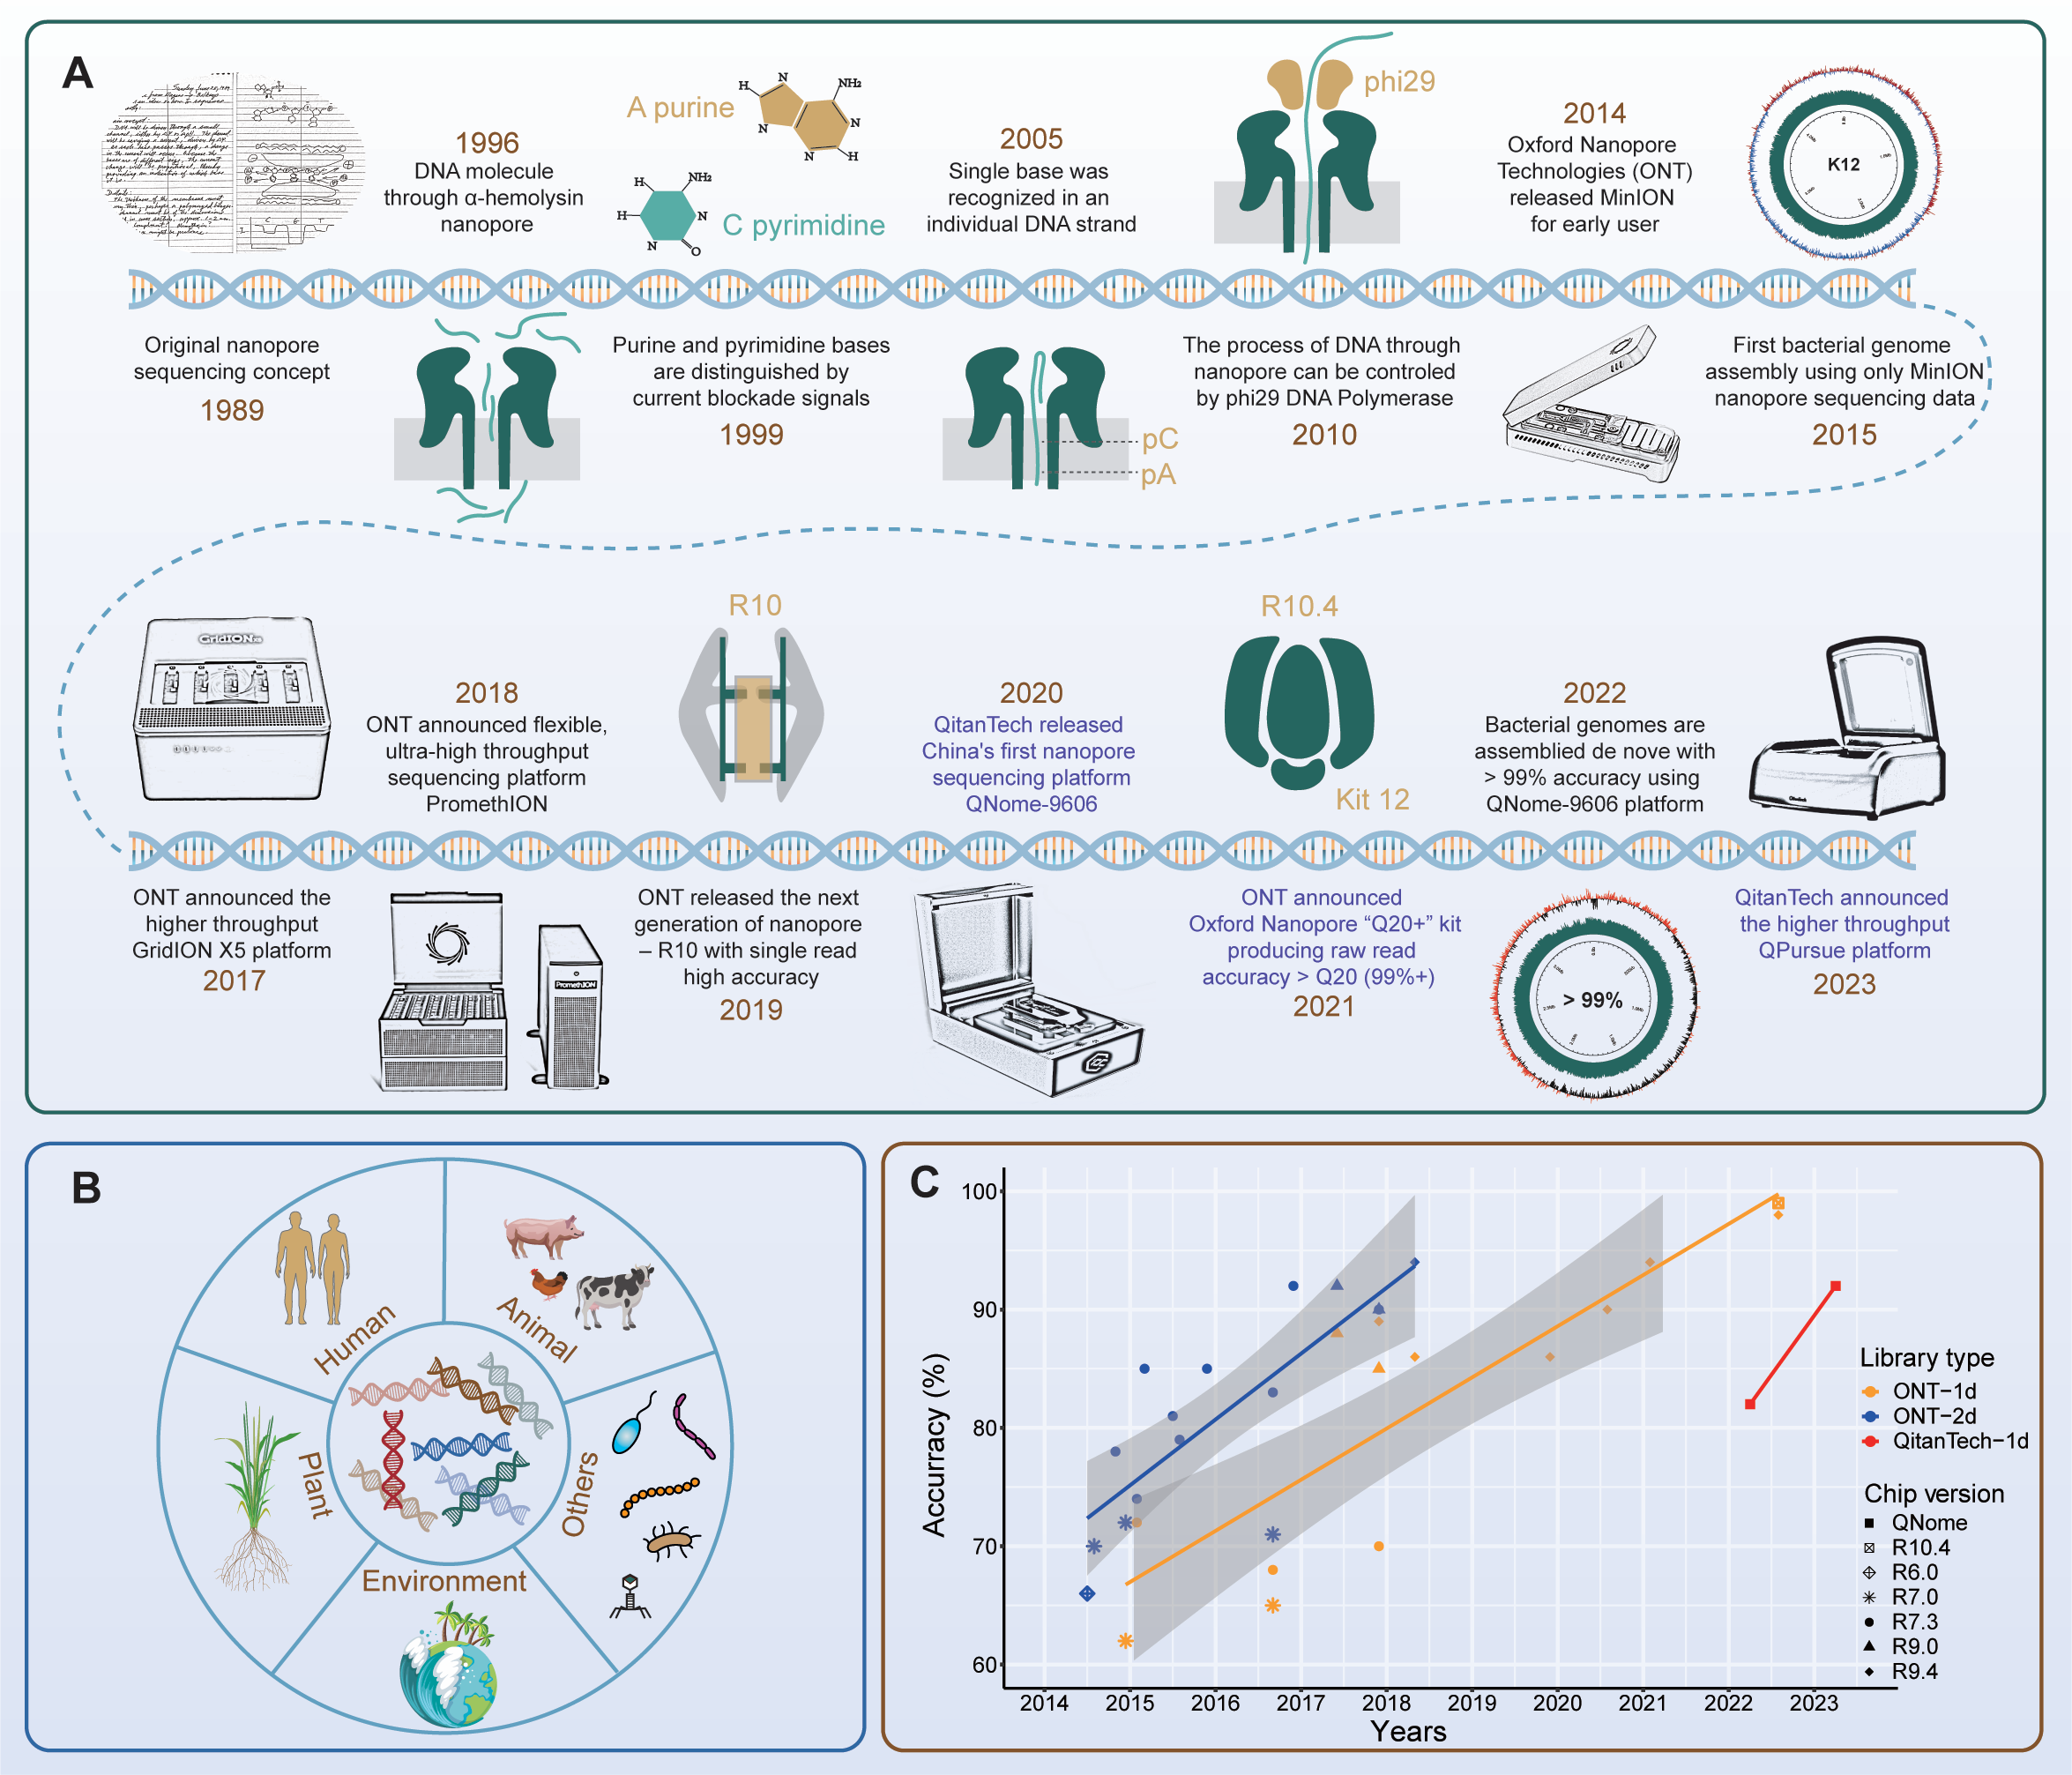 A
1996
DNA molecule
through α-hemolysin
nanopore
A purine
H
N
NH₂
N
N
N
H
H
NH₂
H
N
N
O
C pyrimidine
2005
Single base was
recognized in an
individual DNA strand
phi29
2014
Oxford Nanopore
Technologies (ONT)
released MinION
for early user
K12
Original nanopore
sequencing concept
1989
Purine and pyrimidine bases
are distinguished by
current blockade signals
1999
pC
pA
The process of DNA through
nanopore can be controled
by phi29 DNA Polymerase
2010
First bacterial genome
assembly using only MinION
nanopore sequencing data
2015
GridION
2018
ONT announced flexible,
ultra-high throughput
sequencing platform
PromethION
R10
2020
QitanTech released
China's first nanopore
sequencing platform
QNome-9606
R10.4
Kit 12
2022
Bacterial genomes are
assemblied de nove with
> 99% accuracy using
QNome-9606 platform
ONT announced the
higher throughput
GridION X5 platform
2017
PromethION
ONT released the next
generation of nanopore
– R10 with single read
high accuracy
2019
ONT announced
Oxford Nanopore “Q20+” kit
producing raw read
accuracy > Q20 (99%+)
2021
> 99%
QitanTech announced
the higher throughput
QPursue platform
2023
B
Human
Animal
Plant
Others
Environment
C
Accurracy (%)
100
90
80
70
60
2014 2015 2016 2017 2018 2019 2020 2021 2022 2023
Years
Library type
ONT−1d
ONT−2d
QitanTech−1d
Chip version
QNome
R10.4
R6.0
R7.0
R7.3
R9.0
R9.4